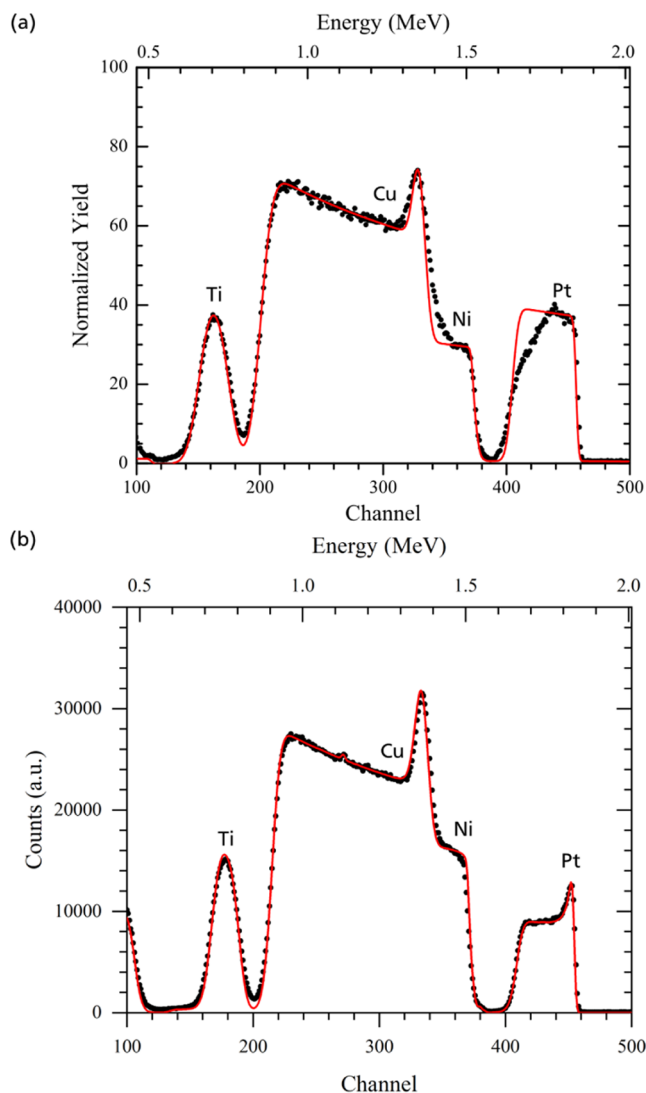 (a)
Energy (MeV)
0.5 1.0 1.5 2.0
100
80
60
40
20
0
Normalized Yield
Ti
Cu
Ni
Pt
100 200 300 400 500
Channel
(b)
Energy (MeV)
0.5 1.0 1.5 2.0
40000
30000
20000
10000
0
Counts (a.u.)
Ti
Cu
Ni
Pt
100 200 300 400 500
Channel